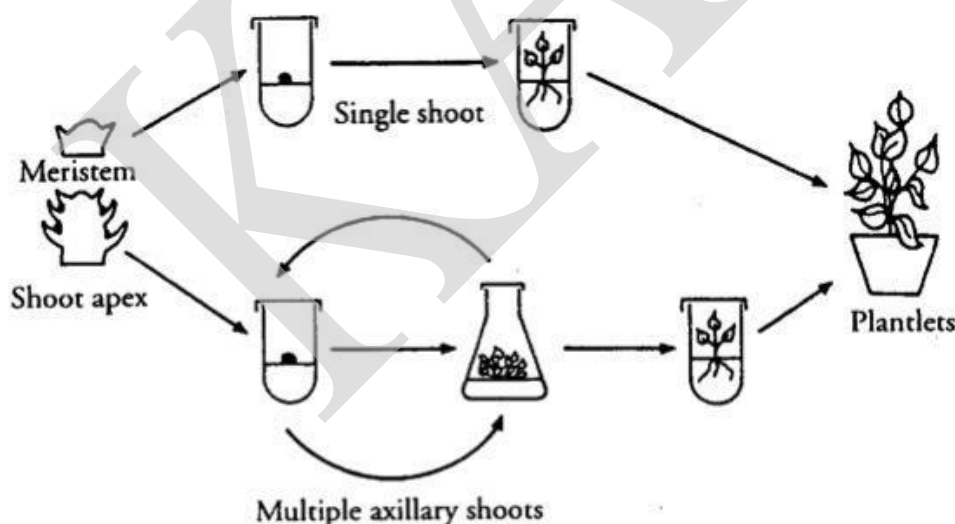 Single shoot
Meristem
Shoot apex
Plantlets
Multiple axillary shoots